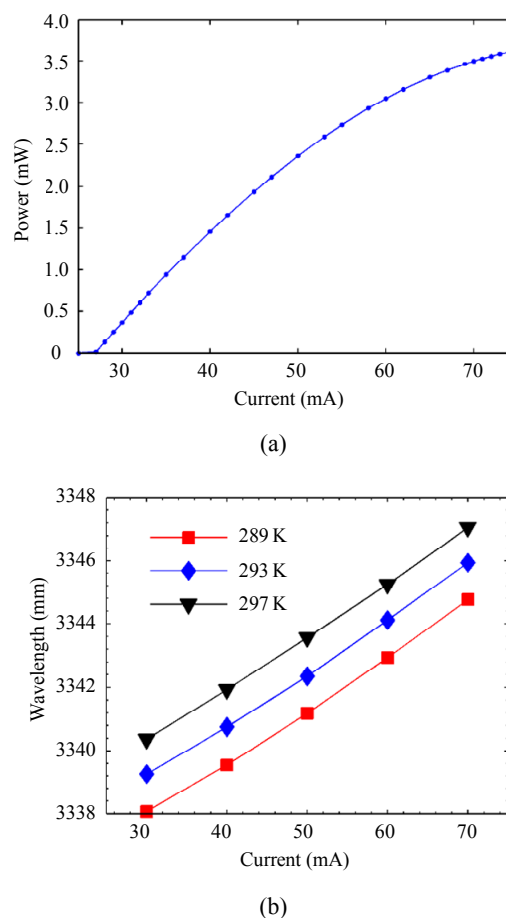 4.0
3.5
3.0
2.5
2.0
1.5
1.0
0.5
0
Power (mW)
30 40 50 60 70
Current (mA)
(a)
3348
3346
3344
3342
3340
3338
Wavelength (mm)
289 K
293 K
297 K
30 40 50 60 70
Current (mA)
(b)